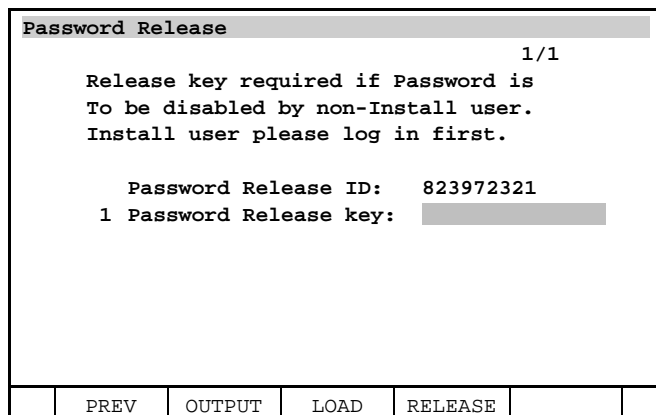 Password Release
1/1
Release key required if Password is
To be disabled by non-Install user.
Install user please log in first.
Password Release ID: 823972321
1 Password Release key:
PREV OUTPUT LOAD RELEASE